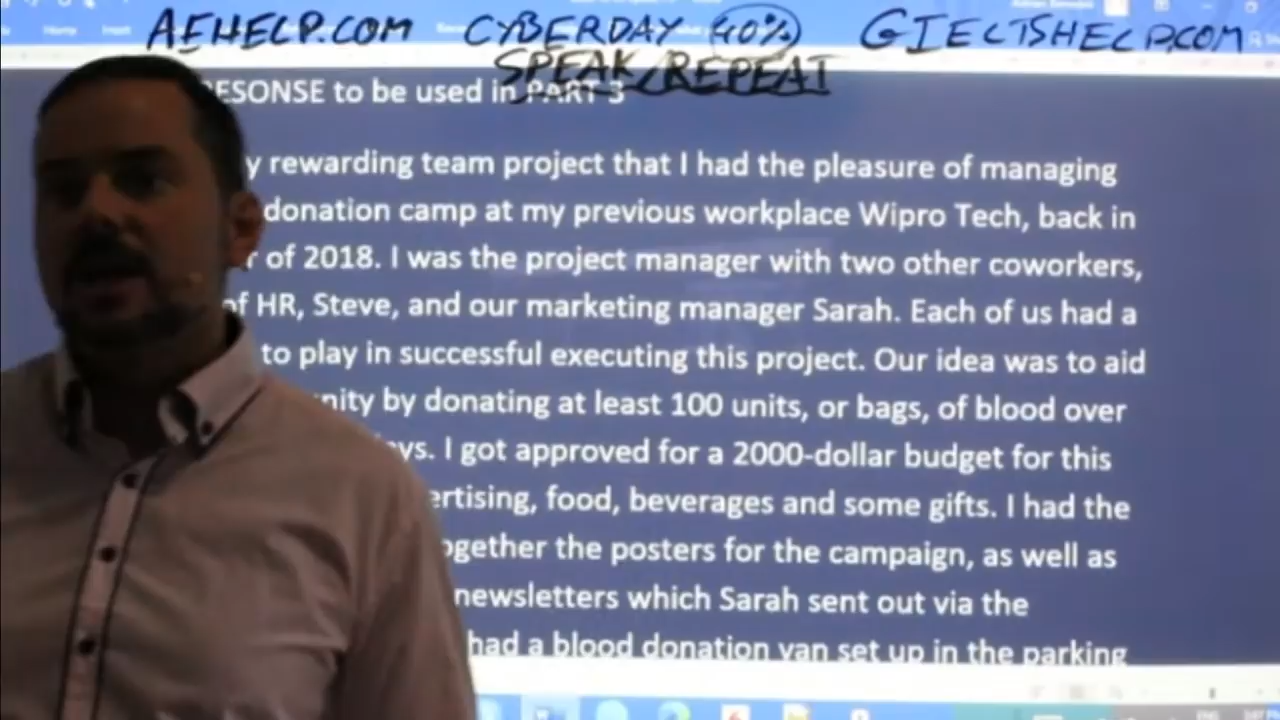 AEHELP.COM CYBERDAY 40% GIELTSHELP.COM
SPEAK/REPEAT
RESONSE to be used in PART 3
y rewarding team project that I had the pleasure of managing
donation camp at my previous workplace Wipro Tech, back in
r of 2018. I was the project manager with two other coworkers,
of HR, Steve, and our marketing manager Sarah. Each of us had a
to play in successful executing this project. Our idea was to aid
nity by donating at least 100 units, or bags, of blood over
ys. I got approved for a 2000-dollar budget for this
ertising, food, beverages and some gifts. I had the
ogether the posters for the campaign, as well as
newsletters which Sarah sent out via the
had a blood donation van set up in the parking